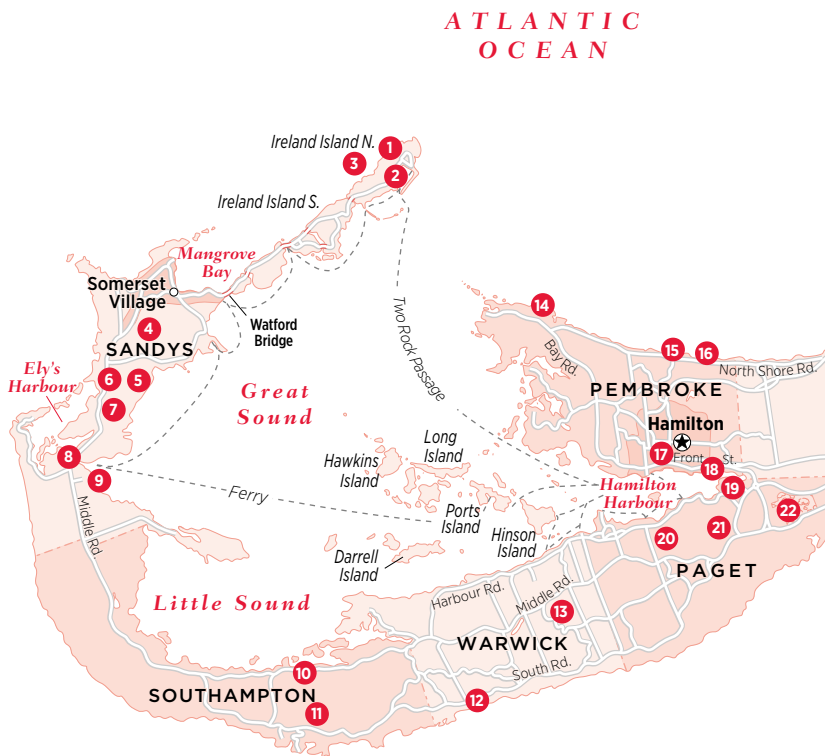 ATLANTIC
OCEAN
Ireland Island N.
1
3
2
Ireland Island S.
Mangrove
Bay
Somerset
Village
Watford
Bridge
4
SANDYS
Ely's
Harbour
6
5
7
8
9
Middle Rd.
Great
Sound
Two Rock Passage
14
Bay Rd.
15
16
North Shore Rd.
PEMBROKE
Hamilton
17
Front St.
18
Long
Island
Hawkins
Island
Ferry
Ports
Island
Hamilton
Harbour
19
22
Hinson
Island
20
21
Darrell
Island
PAGET
Little Sound
Harbour Rd.
Middle Rd.
13
WARWICK
South Rd.
10
SOUTHAMPTON
11
12